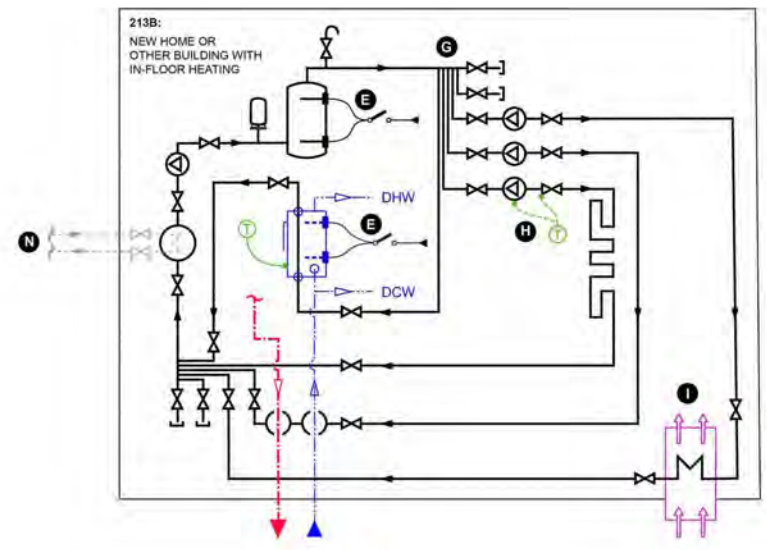 213B:
NEW HOME OR
OTHER BUILDING WITH
IN-FLOOR HEATING
G
E
DHW
E
T
N
H
T
DCW
I